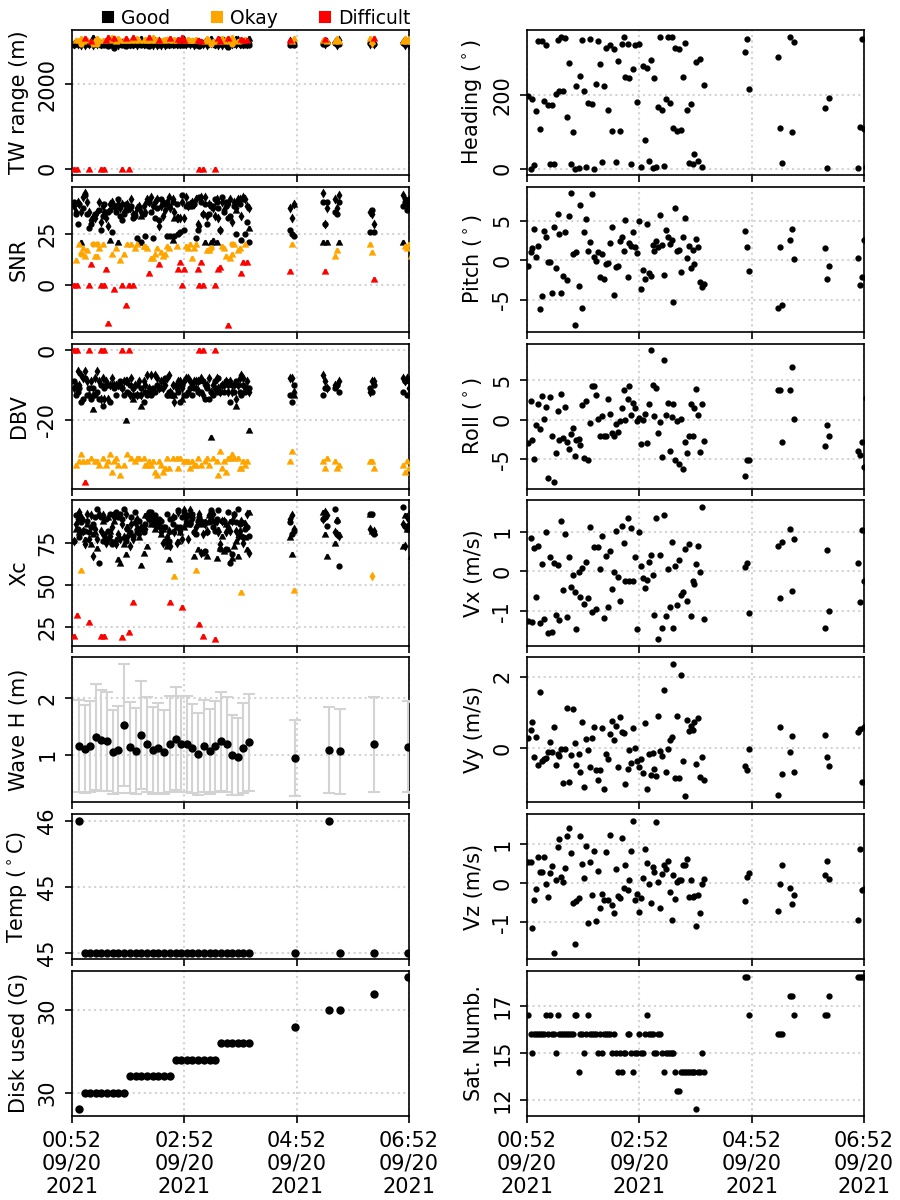 Good Okay Difficult
TW range (m)
2000
0
Heading (°)
200
0
SNR
25
0
Pitch (°)
5
0
-5
DBV
0
-20
Roll (°)
5
0
-5
Xc
75
50
25
Vx (m/s)
1
0
-1
Wave H (m)
2
1
Vy (m/s)
2
0
Temp (°C)
46
45
45
Vz (m/s)
1
0
-1
Disk used (G)
30
30
Sat. Numb.
17
15
12
00:52 02:52 04:52 06:52 00:52 02:52 04:52 06:52
09/20 09/20 09/20 09/20 09/20 09/20 09/20 09/20
2021 2021 2021 2021 2021 2021 2021 2021